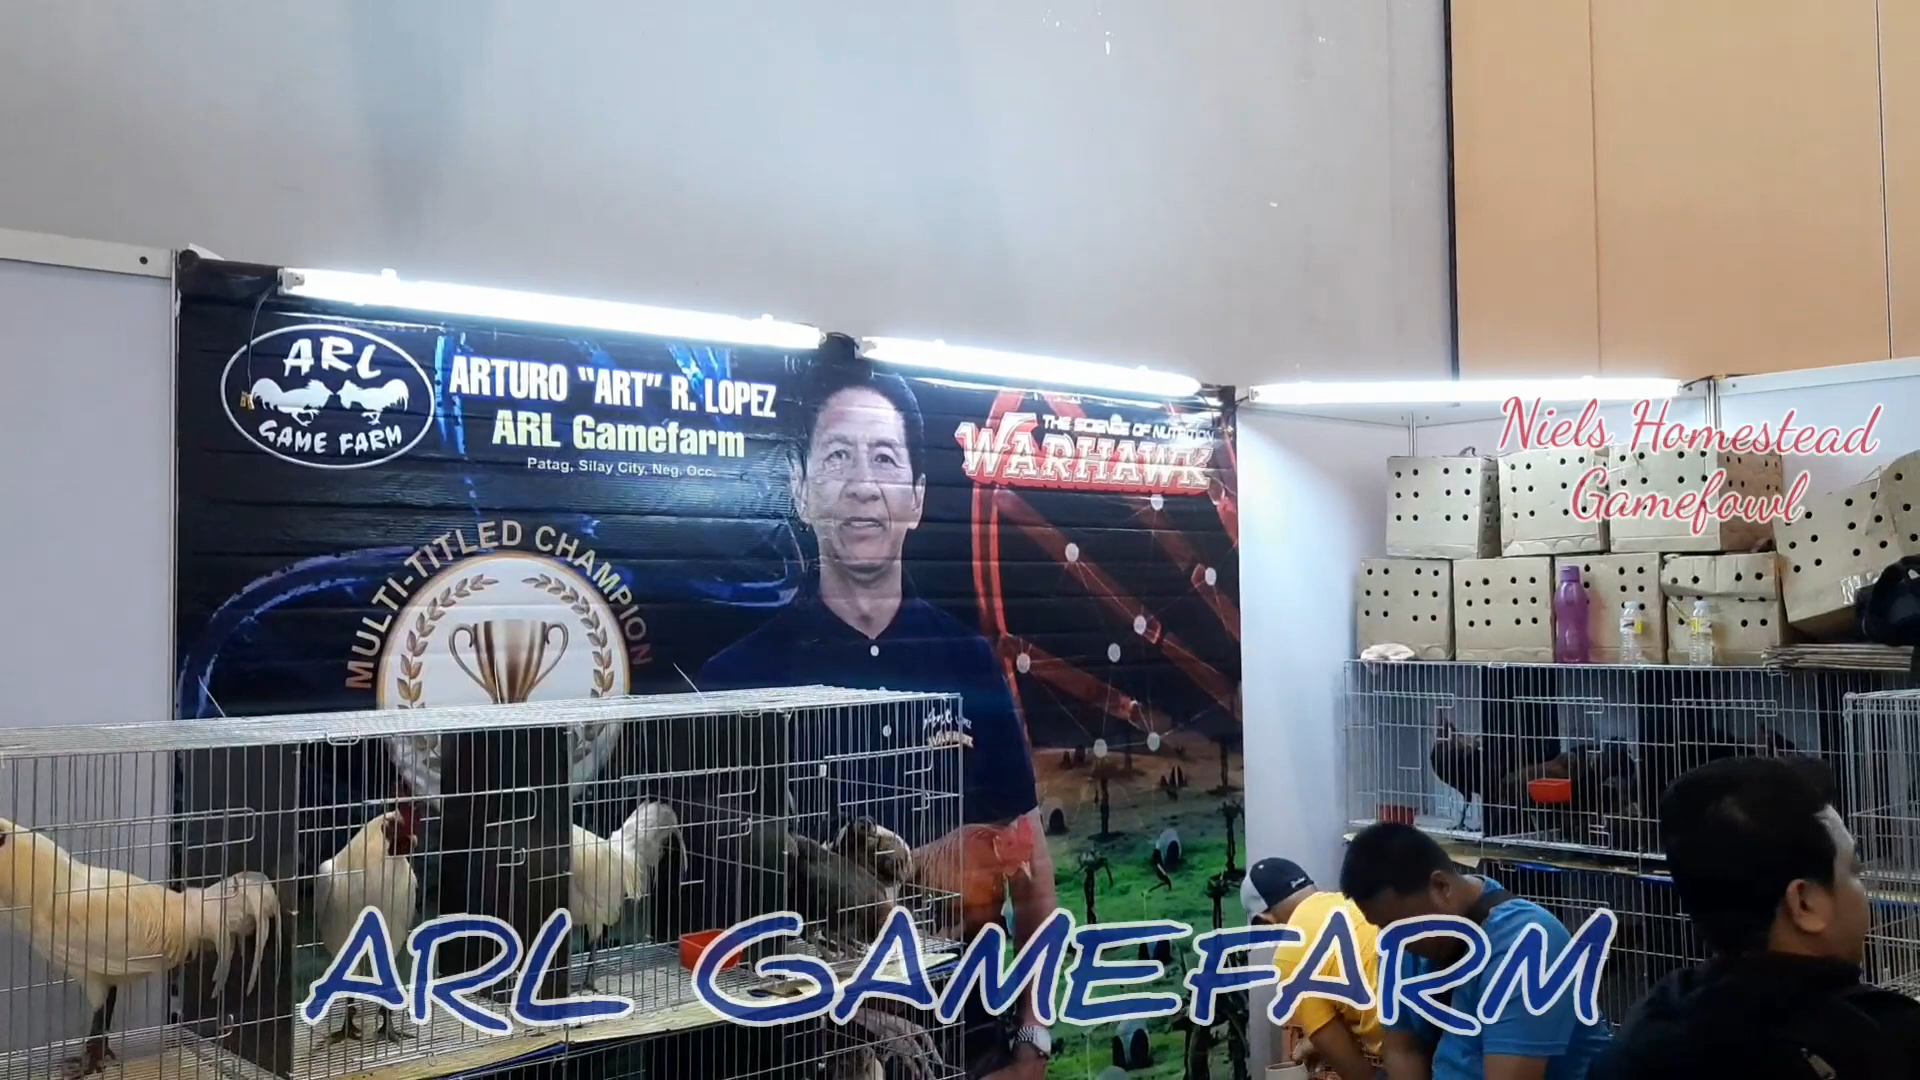 ARL
GAME FARM
ARTURO "ART" R. LOPEZ
ARL Gamefarm
Patag, Silay City, Neg. Occ.
MULTI-TITLED CHAMPION
THE SCIENCE OF NUTRITION
WARHAWK
Niels Homestead
Gamefowl
ARL GAMEFARM